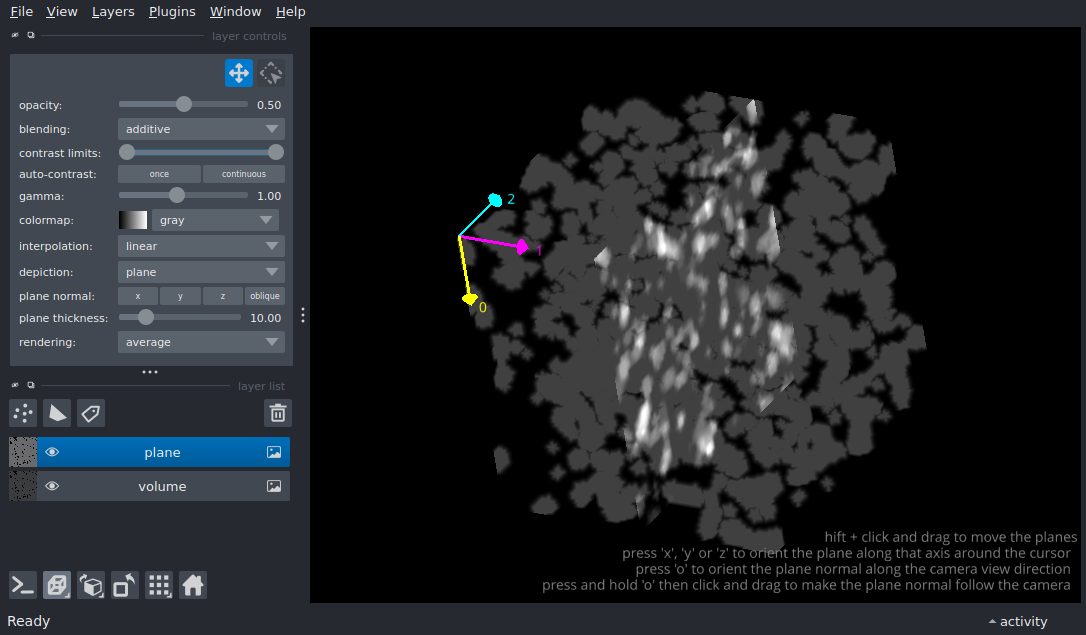 File View Layers Plugins Window Help
layer controls
opacity: 0.50
blending: additive
contrast limits:
auto-contrast: once continuous
gamma: 1.00
colormap: gray
interpolation: linear
depiction: plane
plane normal: x y z oblique
plane thickness: 10.00
rendering: average
layer list
plane
volume
2
1
0
hift + click and drag to move the planes
press 'x', 'y' or 'z' to orient the plane along that axis around the cursor
press 'o' to orient the plane normal along the camera view direction
press and hold 'o' then click and drag to make the plane normal follow the camera
Ready
activity